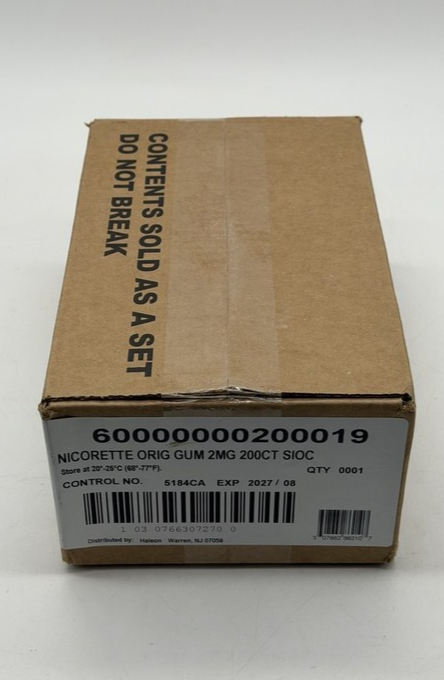 CONTENTS SOLD AS A SET
DO NOT BREAK
60000000200019
NICORETTE ORIG GUM 2MG 200CT SIOC
Store at 20°-25°C (68°-77°F).
QTY 0001
CONTROL NO. 5184CA EXP 2027 / 08
1 03 0766307270 0
Distributed by: Haleon Warren, NJ 07059